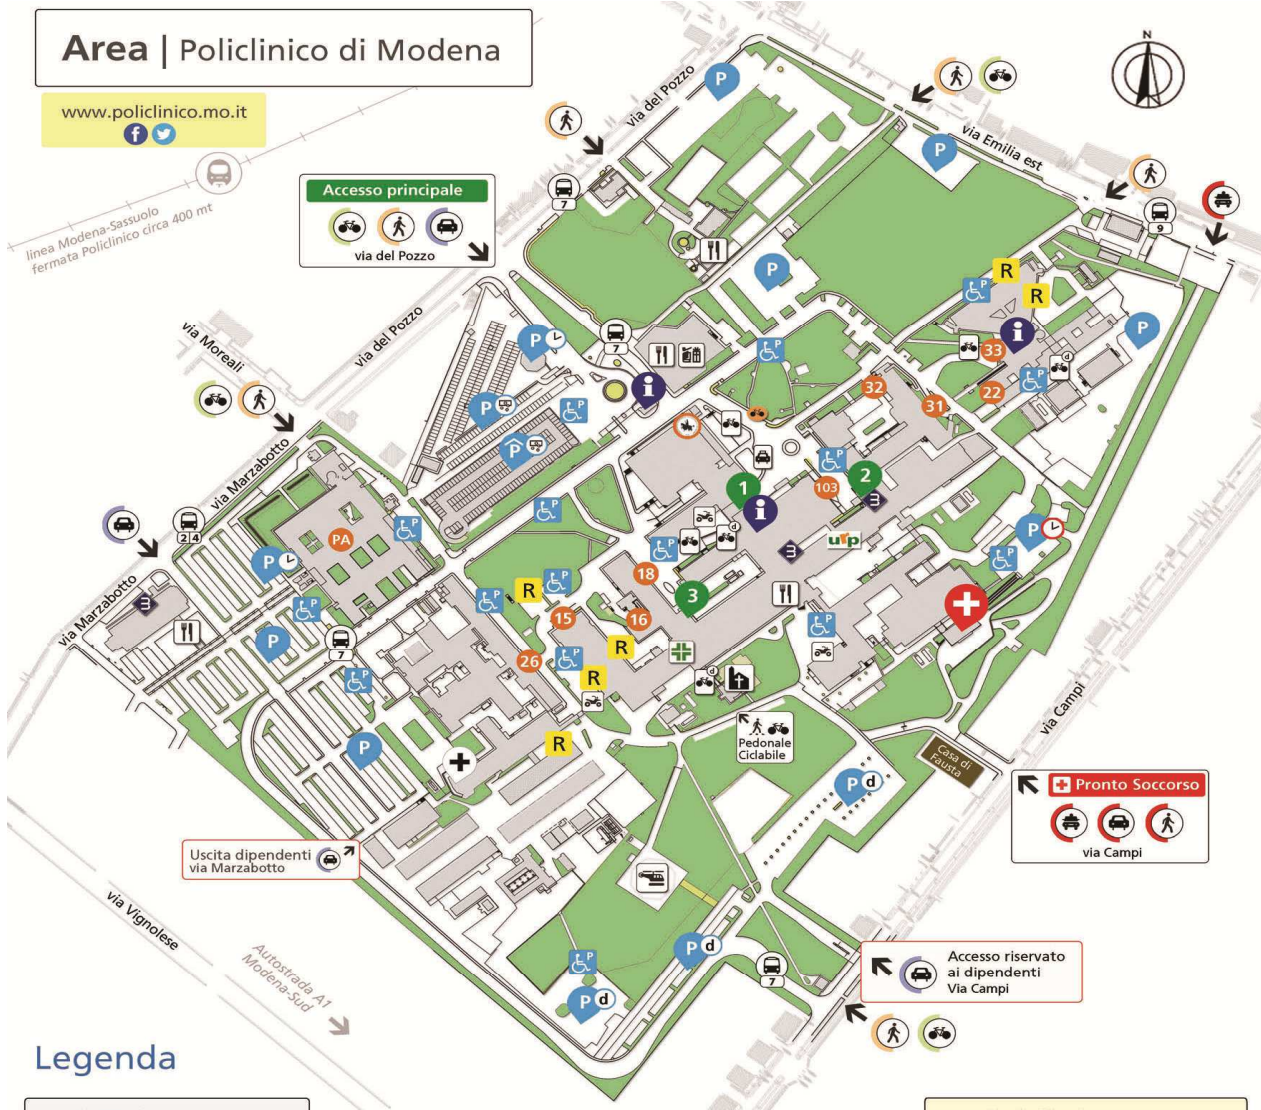 Area | Policlinico di Modena
www.policlinico.mo.it
linea Modena-Sassuolo
fermata Policlinico circa 400 mt
Accesso principale
via del Pozzo
via del Pozzo
7
P
N
via Emilia est
P
9
P
R
R
P
i
33
22
P
via del Pozzo
via Moreali
P
7
i
P
P
32
31
P
P
P
1
2
103
i
3
3
urp
P
via Marzabotto
2 4
PA
P
P
P
P
18
3
via Marzabotto
3
P
P
R
P
15
16
26
P
R
R
P
7
P
P
P
R
d
d
d
Pedonale
Ciclabile
via Campi
Casa di
Fausta
P d
Pronto Soccorso
via Campi
Uscita dipendenti
via Marzabotto
via Vignolese
Autostrada A1
Modena-Sud
P d
7
Accesso riservato
ai dipendenti
Via Campi
P
P d
Legenda